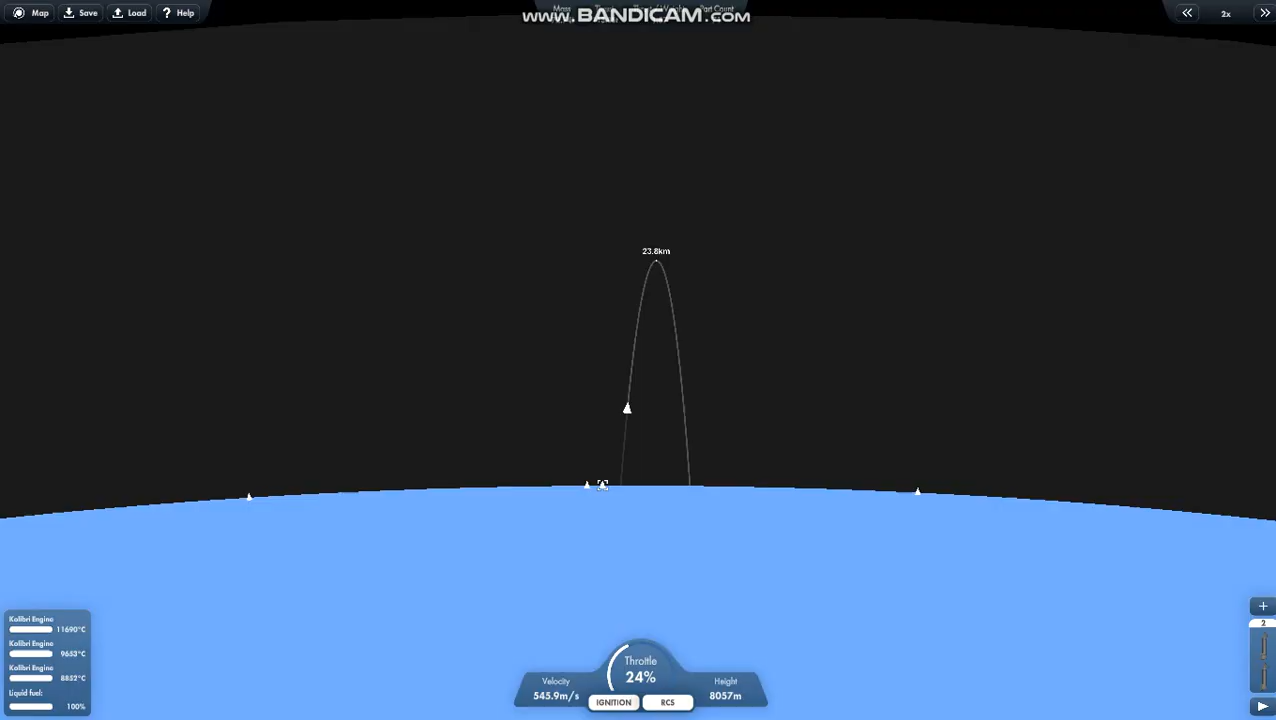 Map
Save
Load
Help
www.BANDICAM.com
2x
23.8km
Kolibri Engine
11690°C
Kolibri Engine
9653°C
Kolibri Engine
8852°C
Liquid fuel:
100%
Throttle
24%
Velocity
545.9m/s
Height
8057m
IGNITION
RCS
2